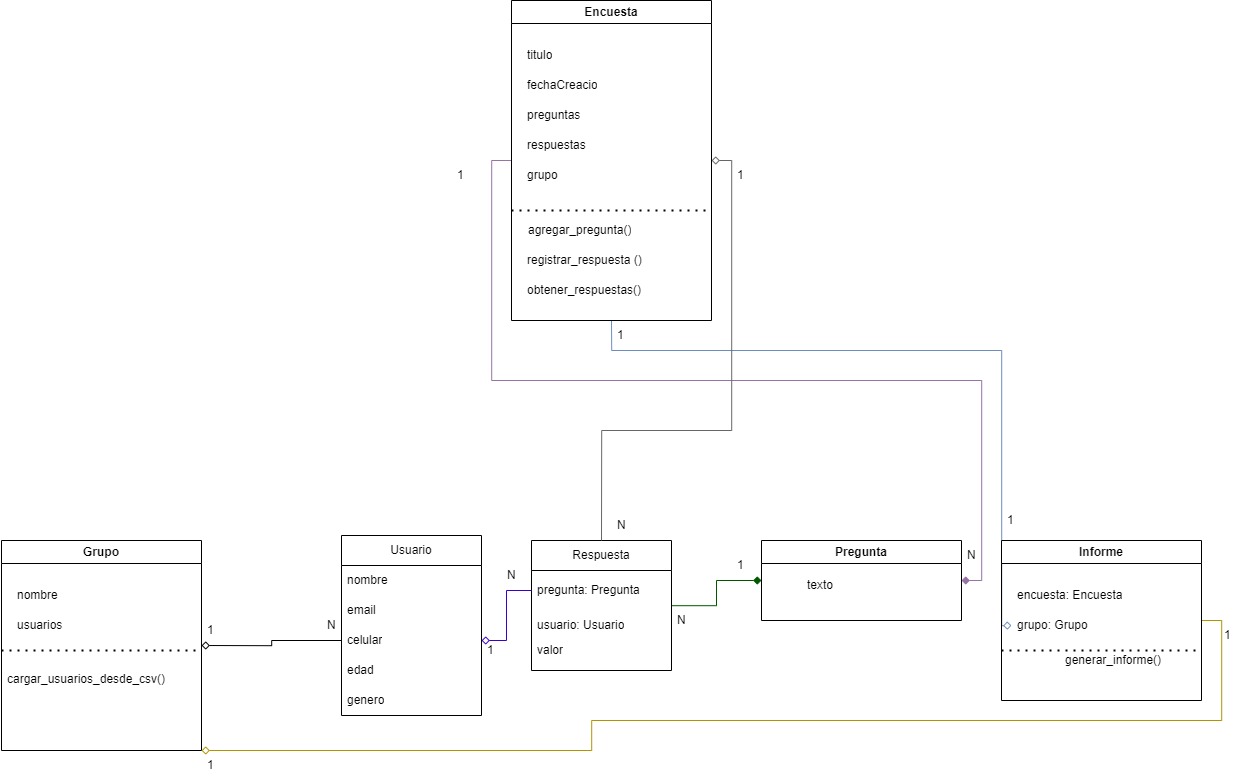 Encuesta
titulo
fechaCreacio
preguntas
respuestas
grupo
agregar_pregunta()
registrar_respuesta ()
obtener_respuestas()
1
1
1
1
N
N
Grupo
nombre
usuarios
cargar_usuarios_desde_csv()
1
N
1
Usuario
nombre
email
celular
edad
genero
1
N
Respuesta
pregunta: Pregunta
usuario: Usuario
valor
N
1
Pregunta
texto
Informe
encuesta: Encuesta
grupo: Grupo
generar_informe()
1